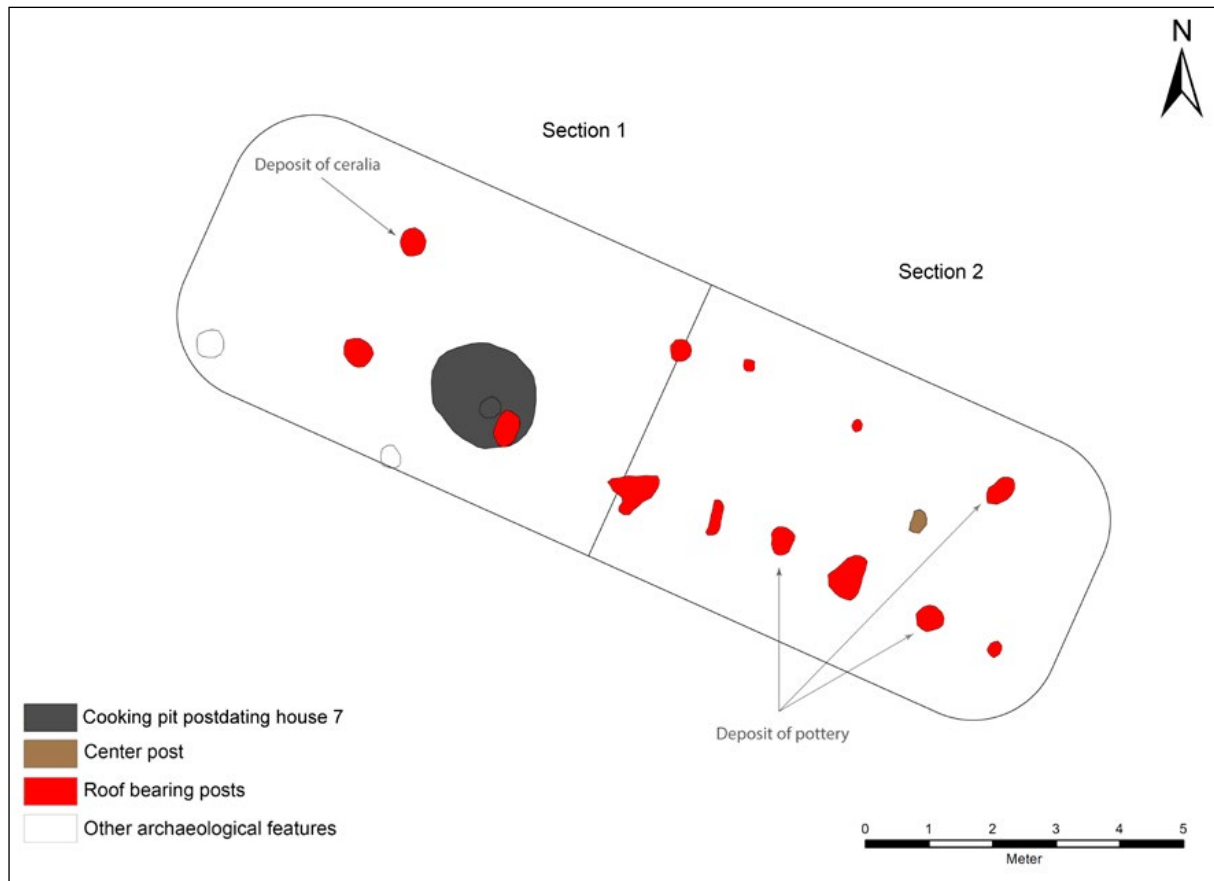 N
Section 1
Deposit of ceralia
Section 2
Deposit of pottery
Cooking pit postdating house 7
Center post
Roof bearing posts
Other archaeological features
0 1 2 3 4 5
Meter